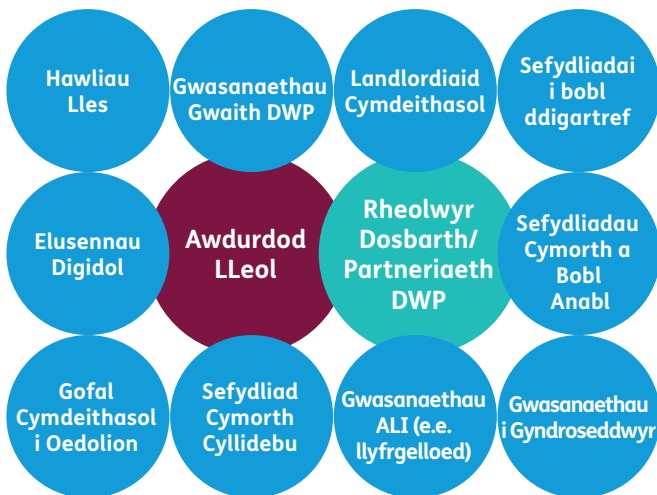 Hawliau
Lles
Gwasanaethau
Gwaith DWP
Landlordiaid
Cymdeithasol
Sefydliadai
i bobl
ddigartref
Elusennau
Digidol
Awdurdod
LLeol
Rheolwyr
Dosbarth/
Partneriaeth
DWP
Sefydliadau
Cymorth a
Bobl
Anabl
Gofal
Cymdeithasol
i Oedolion
Sefydliad
Cymorth
Cyllidebu
Gwasanaethau
ALI (e.e.
llyfrgelloed)
Gwasanaethau
i Gyndroseddwyr